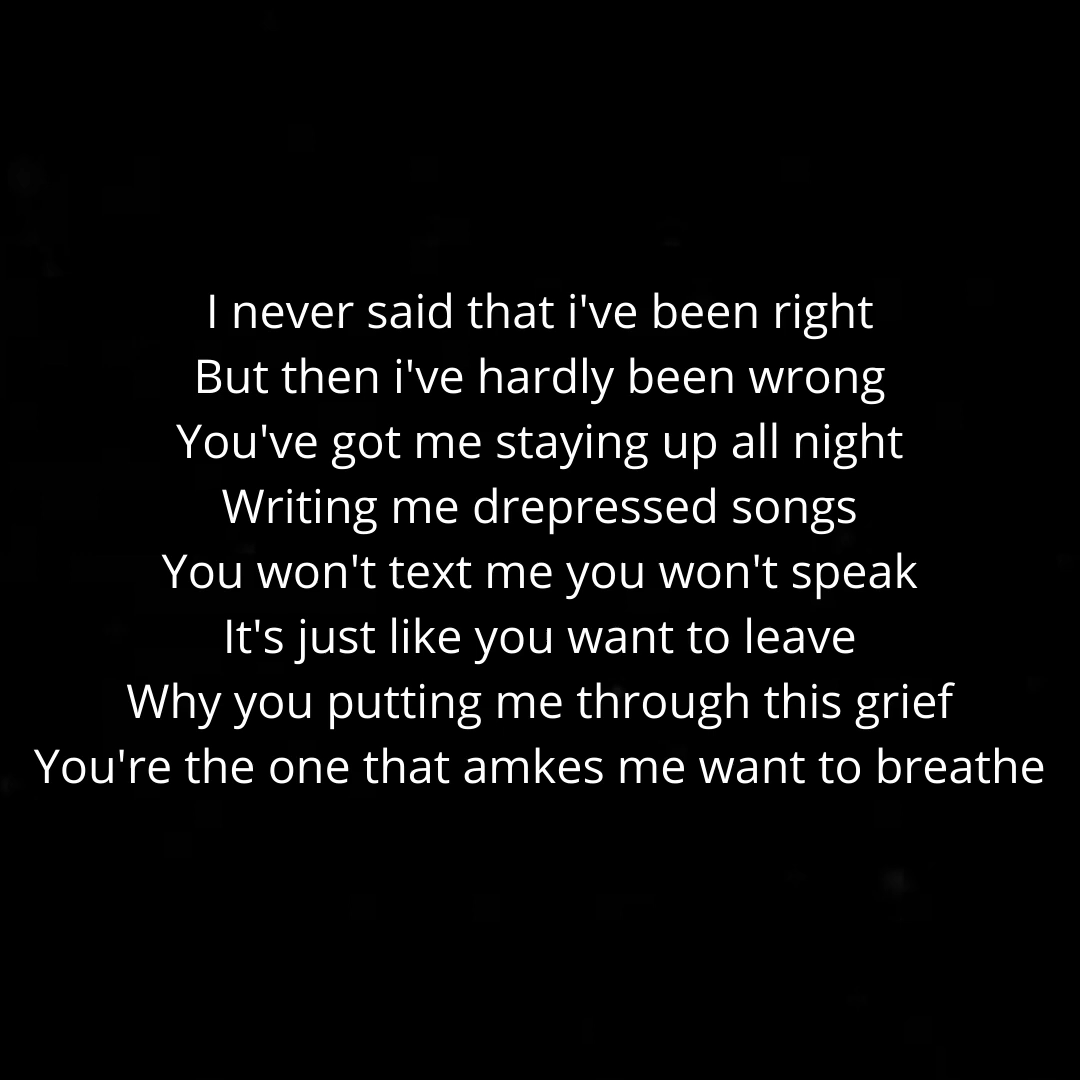 I never said that i've been right
But then i've hardly been wrong
You've got me staying up all night
Writing me drepressed songs
You won't text me you won't speak
It's just like you want to leave
Why you putting me through this grief
You're the one that amkes me want to breathe